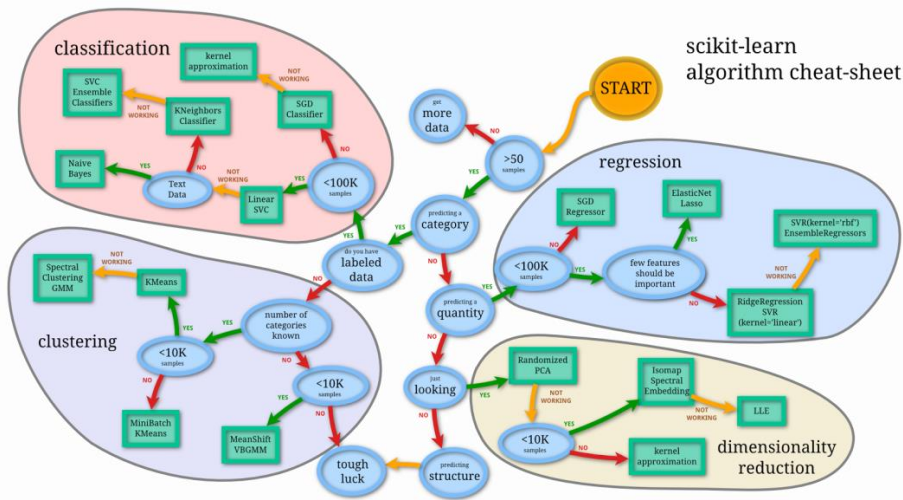 scikit-learn
algorithm cheat-sheet
START
classification
kernel
approximation
NOT
WORKING
SVC
Ensemble
Classifiers
NOT
WORKING
KNeighbors
Classifier
SGD
Classifier
NO
Naive
Bayes
YES
Text
Data
NO
NOT
WORKING
Linear
SVC
YES
<100K
samples
YES
get
more
data
NO
>50
samples
YES
predicting a
category
YES
NO
do you have
labeled
data
NO
predicting a
quantity
YES
NO
just
looking
YES
NO
predicting
structure
tough
luck
regression
SGD
Regressor
NO
<100K
samples
YES
ElasticNet
Lasso
YES
few features
should be
important
NO
SVR(kernel='rbf')
EnsembleRegressors
NOT
WORKING
RidgeRegression
SVR
(kernel='linear')
clustering
Spectral
Clustering
GMM
NOT
WORKING
KMeans
YES
number of
categories
known
YES
NO
<10K
samples
NO
MiniBatch
KMeans
<10K
samples
YES
NO
MeanShift
VBGMM
dimensionality
reduction
Randomized
PCA
NOT
WORKING
<10K
samples
YES
NO
Isomap
Spectral
Embedding
NOT
WORKING
LLE
kernel
approximation